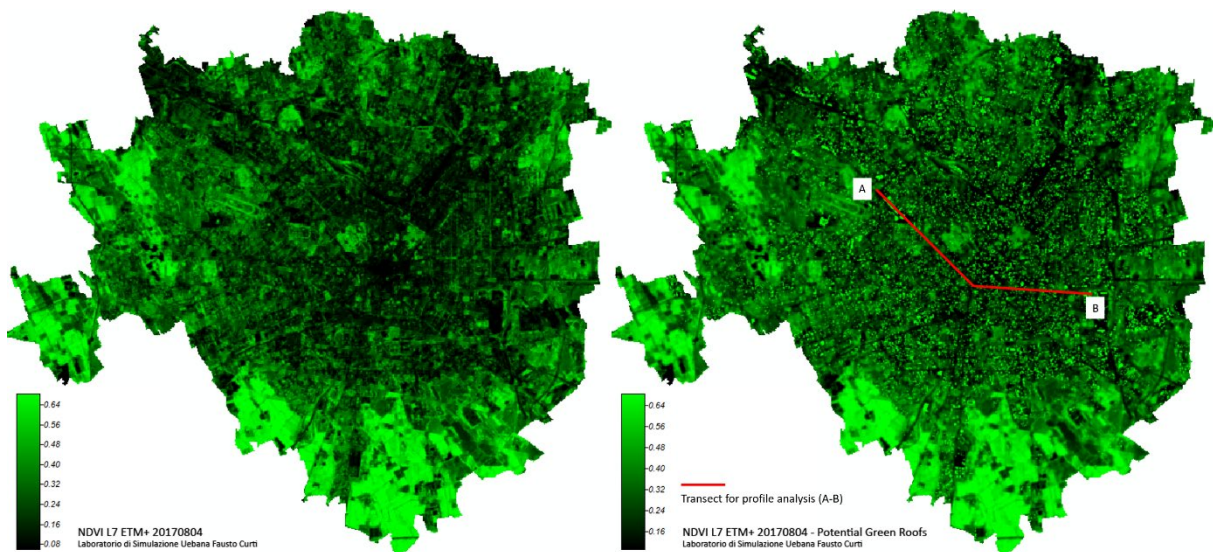 0.64
0.56
0.48
0.40
0.32
0.24
0.16
0.08
NDVI L7 ETM+ 20170804
Laboratorio di Simulazione Uebana Fausto Curti
A
B
0.64
0.56
0.48
0.40
0.32
0.24
0.16
Transect for profile analysis (A-B)
NDVI L7 ETM+ 20170804 - Potential Green Roofs
Laboratorio di Simulazione Uebana Fausto Curti